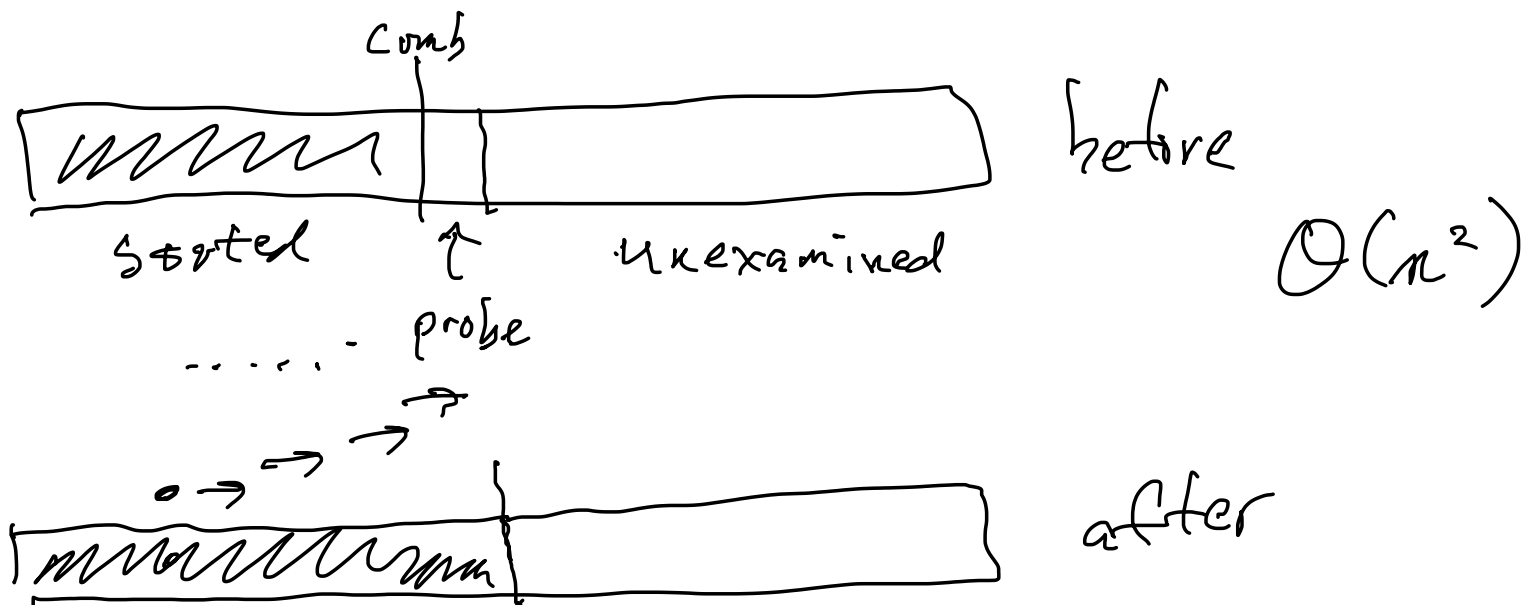 comb
before
sorted ↑ unexamined
O(n²)
probe
after